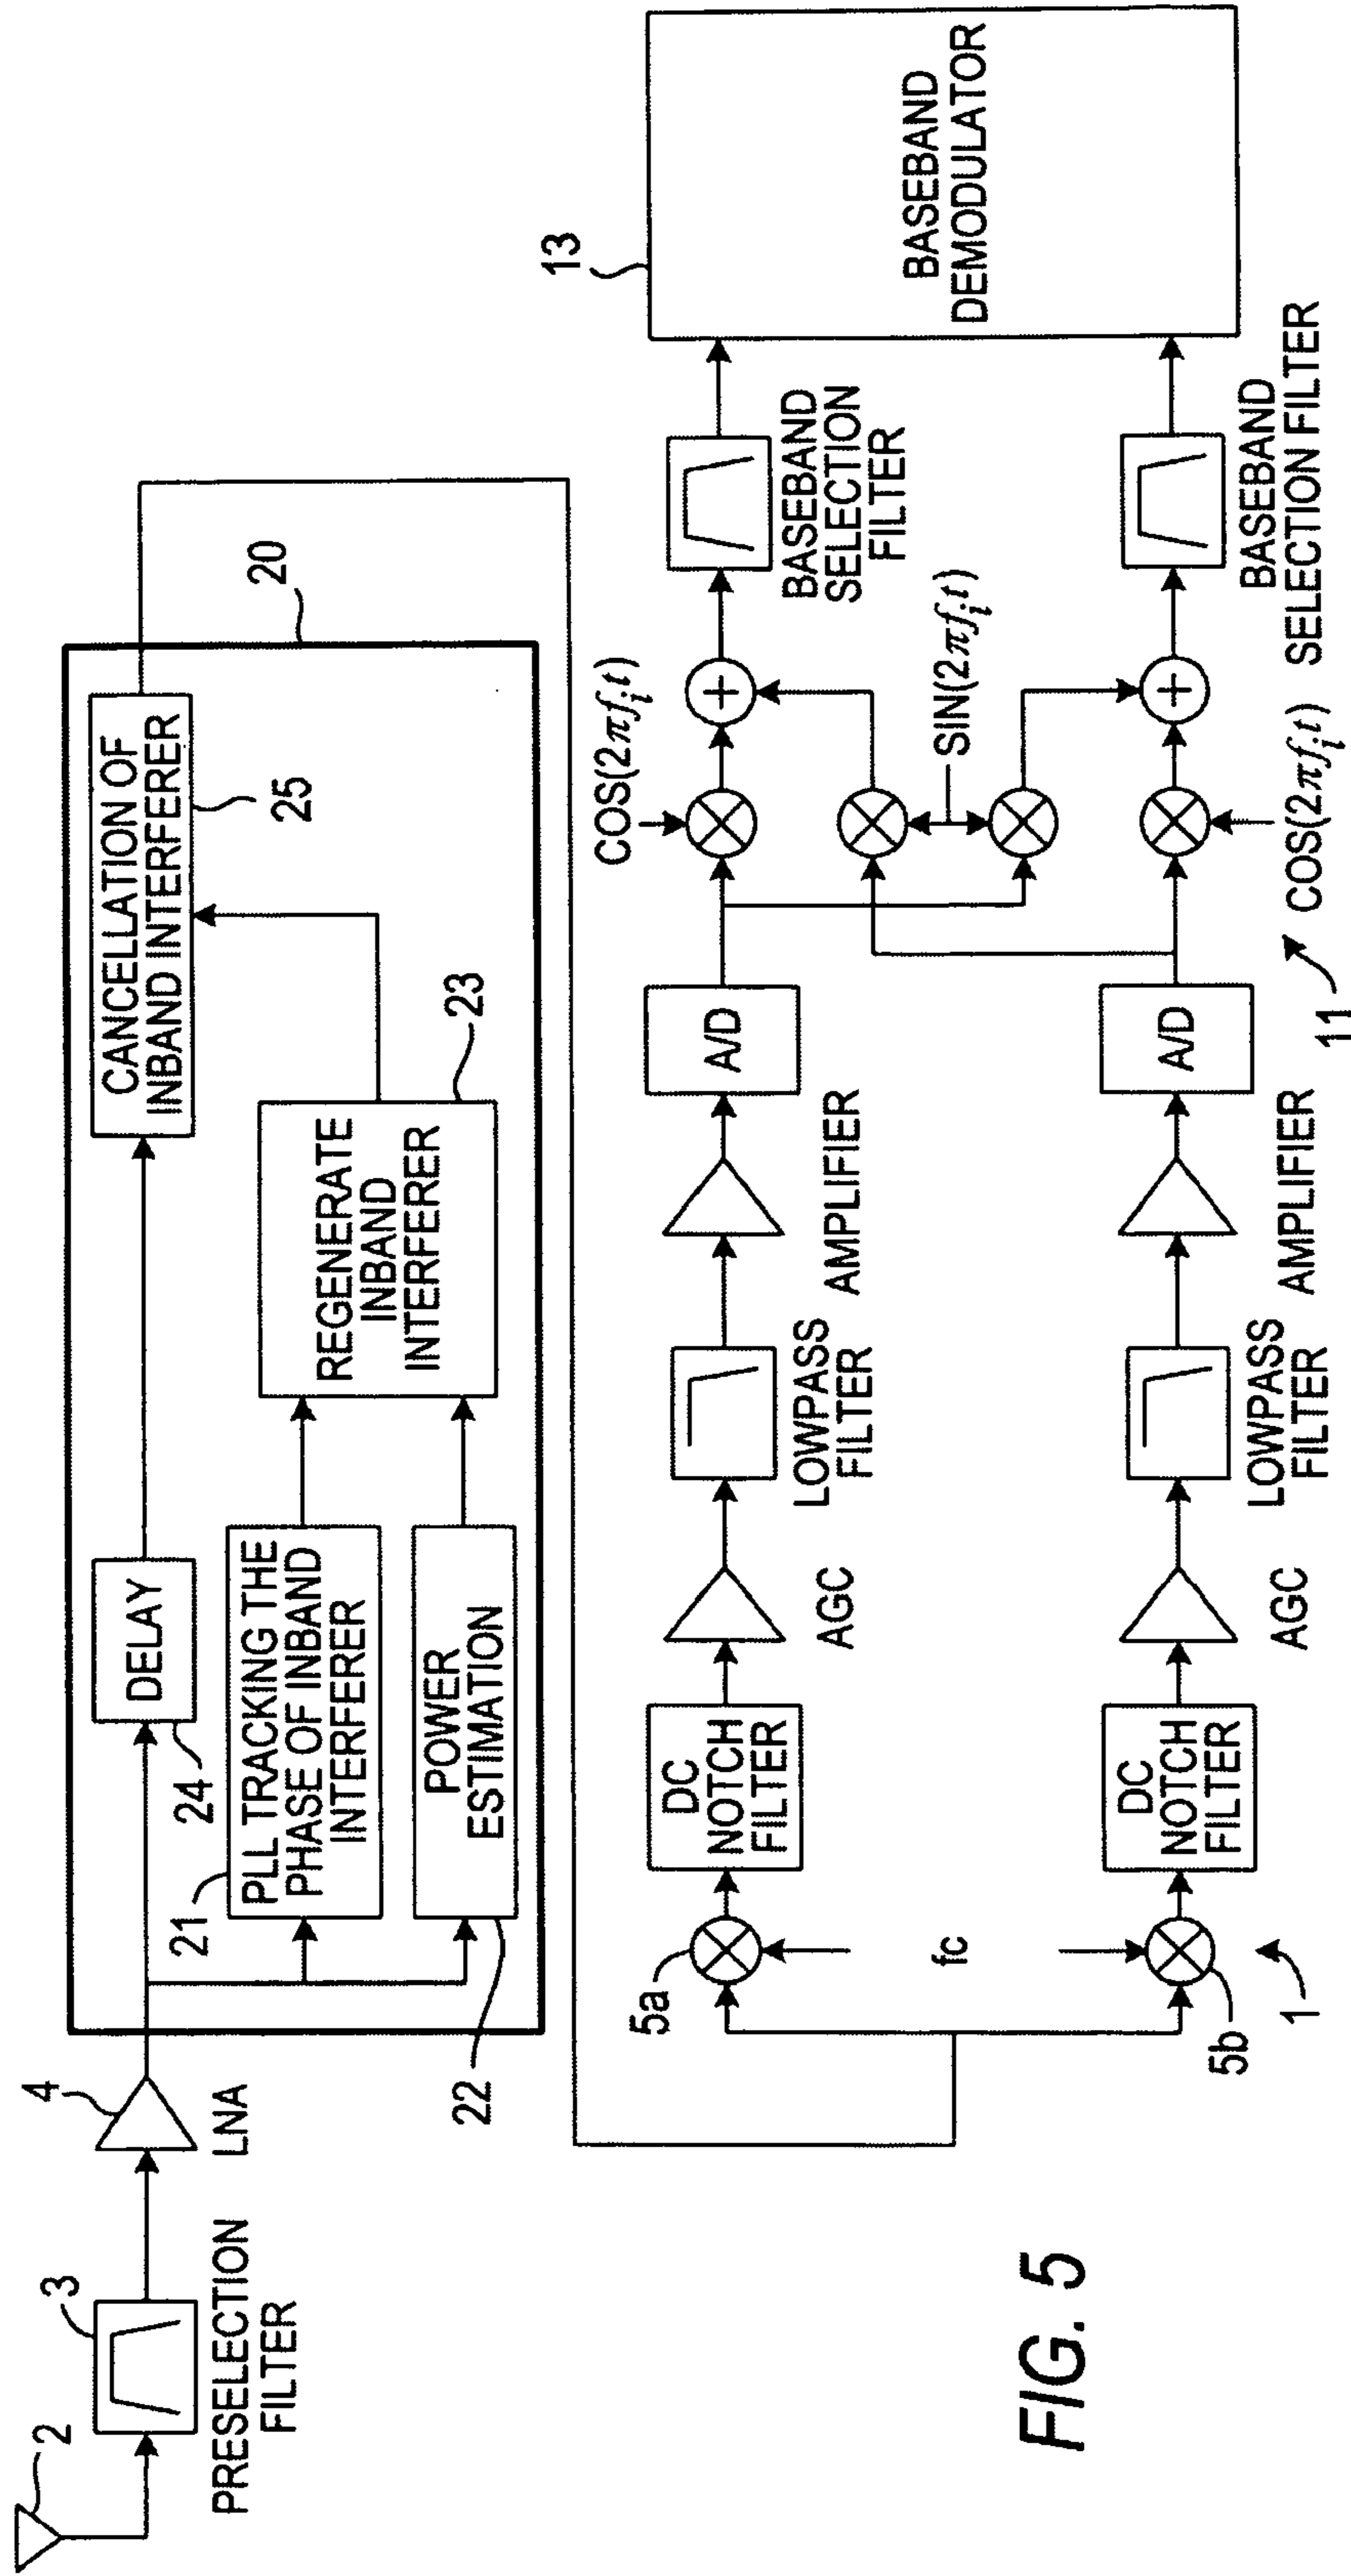 2
3
PRESELECTION
FILTER
4
LNA
20
24
DELAY
21
PLL TRACKING THE
PHASE OF INBAND
INTERFERER
22
POWER
ESTIMATION
23
REGENERATE
INBAND
INTERFERER
25
CANCELLATION OF
INBAND INTERFERER
5a
fc
5b
1
DC
NOTCH
FILTER
AGC
LOWPASS
FILTER
AMPLIFIER
A/D
COS(2πf_i t)
SIN(2πf_i t)
BASEBAND
SELECTION
FILTER
13
BASEBAND
DEMODULATOR
DC
NOTCH
FILTER
AGC
LOWPASS
FILTER
AMPLIFIER
A/D
11
COS(2πf_i t)
BASEBAND
SELECTION FILTER
FIG. 5